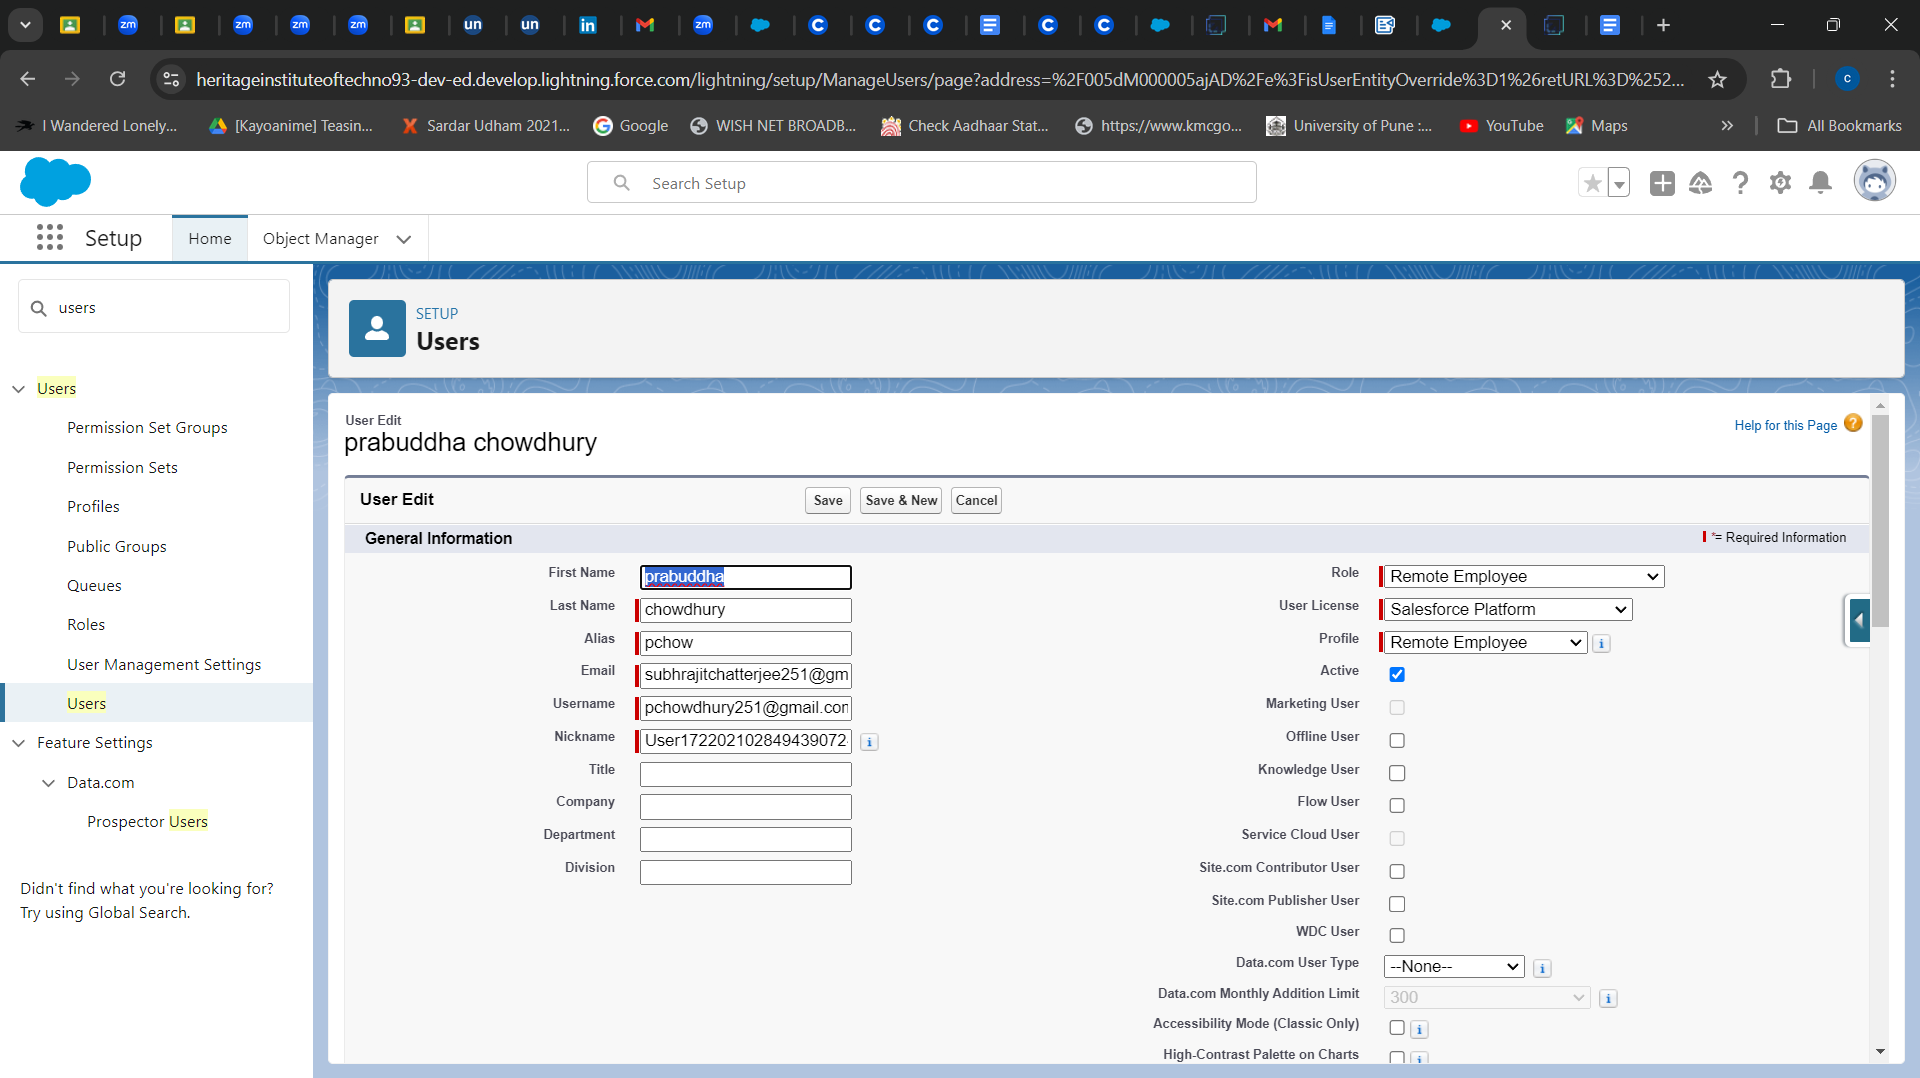 heritageinstituteoftechno93-dev-ed.develop.lightning.force.com/lightning/setup/ManageUsers/page?address=%2F005dM000005ajAD%2Fe%3FisUserEntityOverride%3D1%26retURL%3D%252...
I Wandered Lonely...
[Kayoanime] Teasin...
Sardar Udham 2021...
Google
WISH NET BROADB...
Check Aadhaar Stat...
https://www.kmcgo...
University of Pune :...
YouTube
Maps
All Bookmarks
Search Setup
Setup
Home
Object Manager
users
SETUP
Users
Users
Permission Set Groups
Permission Sets
Profiles
Public Groups
Queues
Roles
User Management Settings
Users
Feature Settings
Data.com
Prospector Users
Didn't find what you're looking for?
Try using Global Search.
User Edit
prabuddha chowdhury
Help for this Page
User Edit
Save
Save & New
Cancel
General Information
*= Required Information
First Name prabuddha
Last Name chowdhury
Alias pchow
Email subhrajitchatterjee251@gm
Username pchowdhury251@gmail.con
Nickname User172202102849439072
Title
Company
Department
Division
Role Remote Employee
User License Salesforce Platform
Profile Remote Employee
Active
Marketing User
Offline User
Knowledge User
Flow User
Service Cloud User
Site.com Contributor User
Site.com Publisher User
WDC User
Data.com User Type --None--
Data.com Monthly Addition Limit 300
Accessibility Mode (Classic Only)
High-Contrast Palette on Charts